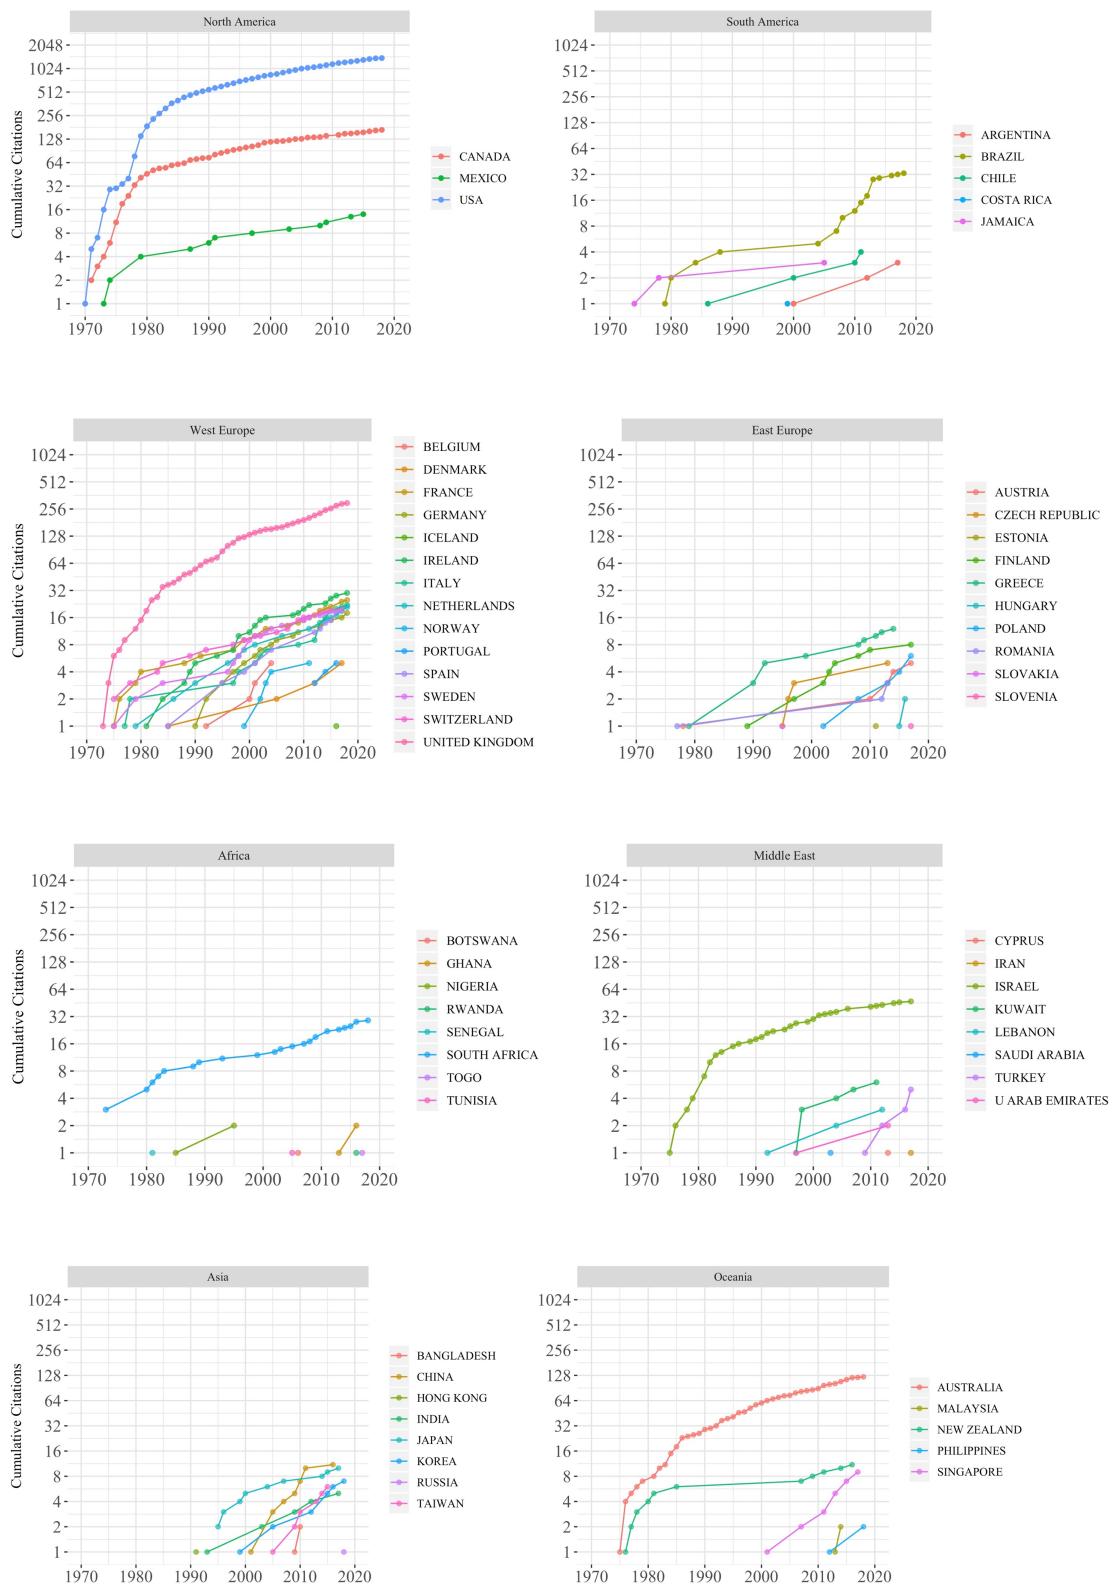 North America
Cumulative Citations
2048
1024
512
256
128
64
32
16
8
4
2
1
1970 1980 1990 2000 2010 2020
CANADA
MEXICO
USA
South America
1024
512
256
128
64
32
16
8
4
2
1
1970 1980 1990 2000 2010 2020
ARGENTINA
BRAZIL
CHILE
COSTA RICA
JAMAICA
West Europe
Cumulative Citations
1024
512
256
128
64
32
16
8
4
2
1
1970 1980 1990 2000 2010 2020
BELGIUM
DENMARK
FRANCE
GERMANY
ICELAND
IRELAND
ITALY
NETHERLANDS
NORWAY
PORTUGAL
SPAIN
SWEDEN
SWITZERLAND
UNITED KINGDOM
East Europe
1024
512
256
128
64
32
16
8
4
2
1
1970 1980 1990 2000 2010 2020
AUSTRIA
CZECH REPUBLIC
ESTONIA
FINLAND
GREECE
HUNGARY
POLAND
ROMANIA
SLOVAKIA
SLOVENIA
Africa
Cumulative Citations
1024
512
256
128
64
32
16
8
4
2
1
1970 1980 1990 2000 2010 2020
BOTSWANA
GHANA
NIGERIA
RWANDA
SENEGAL
SOUTH AFRICA
TOGO
TUNISIA
Middle East
1024
512
256
128
64
32
16
8
4
2
1
1970 1980 1990 2000 2010 2020
CYPRUS
IRAN
ISRAEL
KUWAIT
LEBANON
SAUDI ARABIA
TURKEY
U ARAB EMIRATES
Asia
Cumulative Citations
1024
512
256
128
64
32
16
8
4
2
1
1970 1980 1990 2000 2010 2020
BANGLADESH
CHINA
HONG KONG
INDIA
JAPAN
KOREA
RUSSIA
TAIWAN
Oceania
1024
512
256
128
64
32
16
8
4
2
1
1970 1980 1990 2000 2010 2020
AUSTRALIA
MALAYSIA
NEW ZEALAND
PHILIPPINES
SINGAPORE